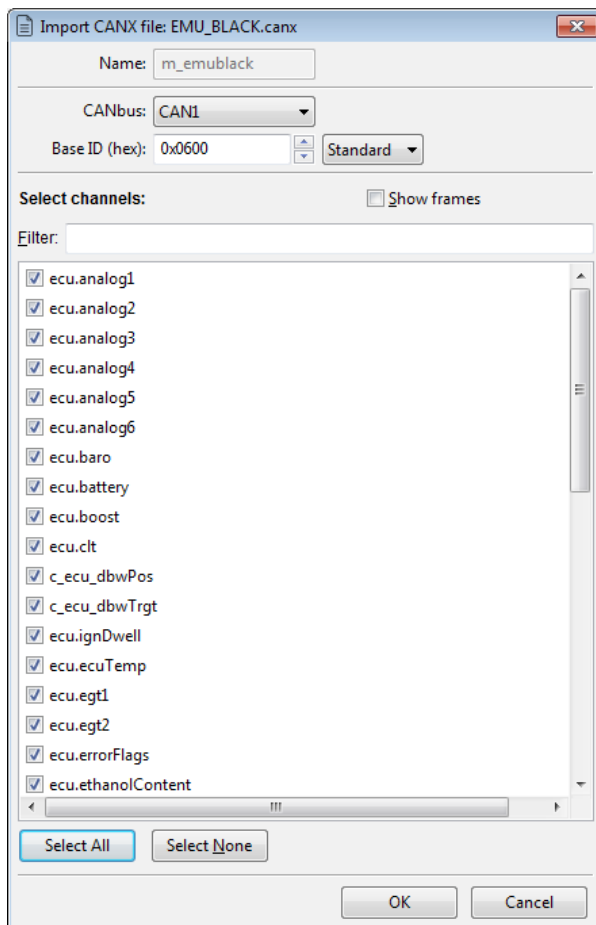 Import CANX file: EMU_BLACK.canx
Name: m_emublack
CANbus: CAN1
Base ID (hex): 0x0600 Standard
Select channels: Show frames
Filter:
ecu.analog1
ecu.analog2
ecu.analog3
ecu.analog4
ecu.analog5
ecu.analog6
ecu.baro
ecu.battery
ecu.boost
ecu.clt
c_ecu_dbwPos
c_ecu_dbwTrgt
ecu.ignDwell
ecu.ecuTemp
ecu.egt1
ecu.egt2
ecu.errorFlags
ecu.ethanolContent
Select All Select None
OK Cancel